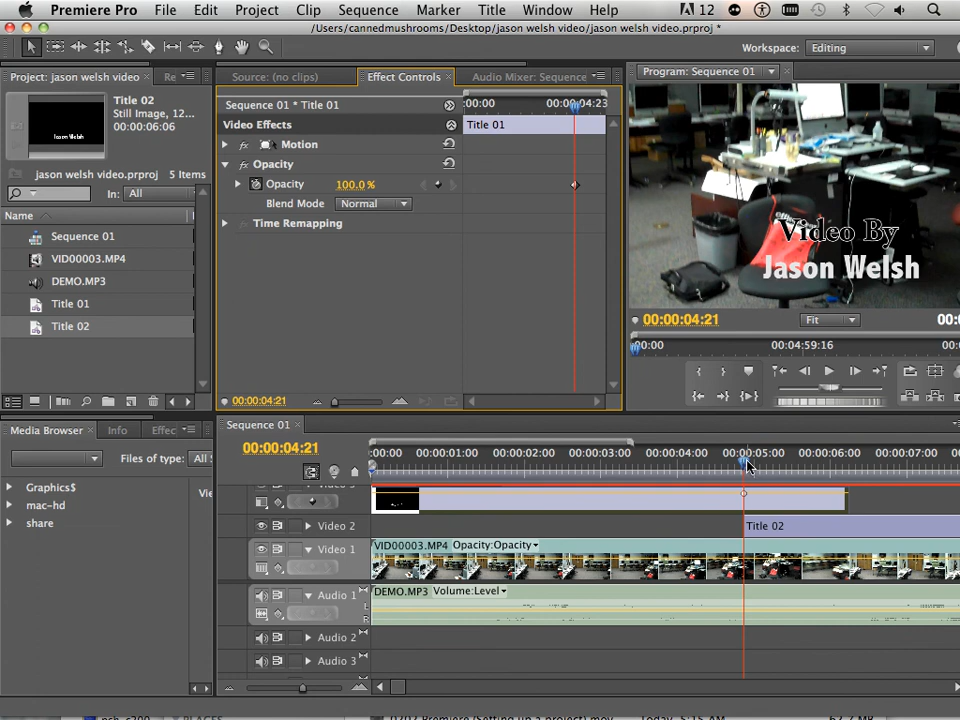 Premiere Pro File Edit Project Clip Sequence Marker Title Window Help 12
/Users/cannedmushrooms/Desktop/jason welsh video/jason welsh video.prproj *
Workspace: Editing
Project: jason welsh video × Re
Source: (no clips) Effect Controls × Audio Mixer: Sequence
Program: Sequence 01 ×
Title 02
Still Image, 12...
00:00:06:06
jason welsh video.prproj 5 Items
In: All
Name
Sequence 01
VID00003.MP4
DEMO.MP3
Title 01
Title 02
Sequence 01 * Title 01
:00:00 00:00:04:23
Video Effects
Title 01
fx Motion
fx Opacity
Opacity 100.0 %
Blend Mode Normal
fx Time Remapping
00:00:04:21
Video By
Jason Welsh
00:00:04:21 Fit 00:0
:00:00 00:04:59:16 00:0
Media Browser × Info Effec
Files of type: All
Graphics$
mac-hd
share
Vie
Sequence 01 ×
00:00:04:21
:00:00 00:00:01:00 00:00:02:00 00:00:03:00 00:00:04:00 00:00:05:00 00:00:06:00 00:00:07:00
Video 2
Title 02
Video 1
VID00003.MP4 Opacity:Opacity
Audio 1
DEMO.MP3 Volume:Level
L
R
Audio 2
Audio 3